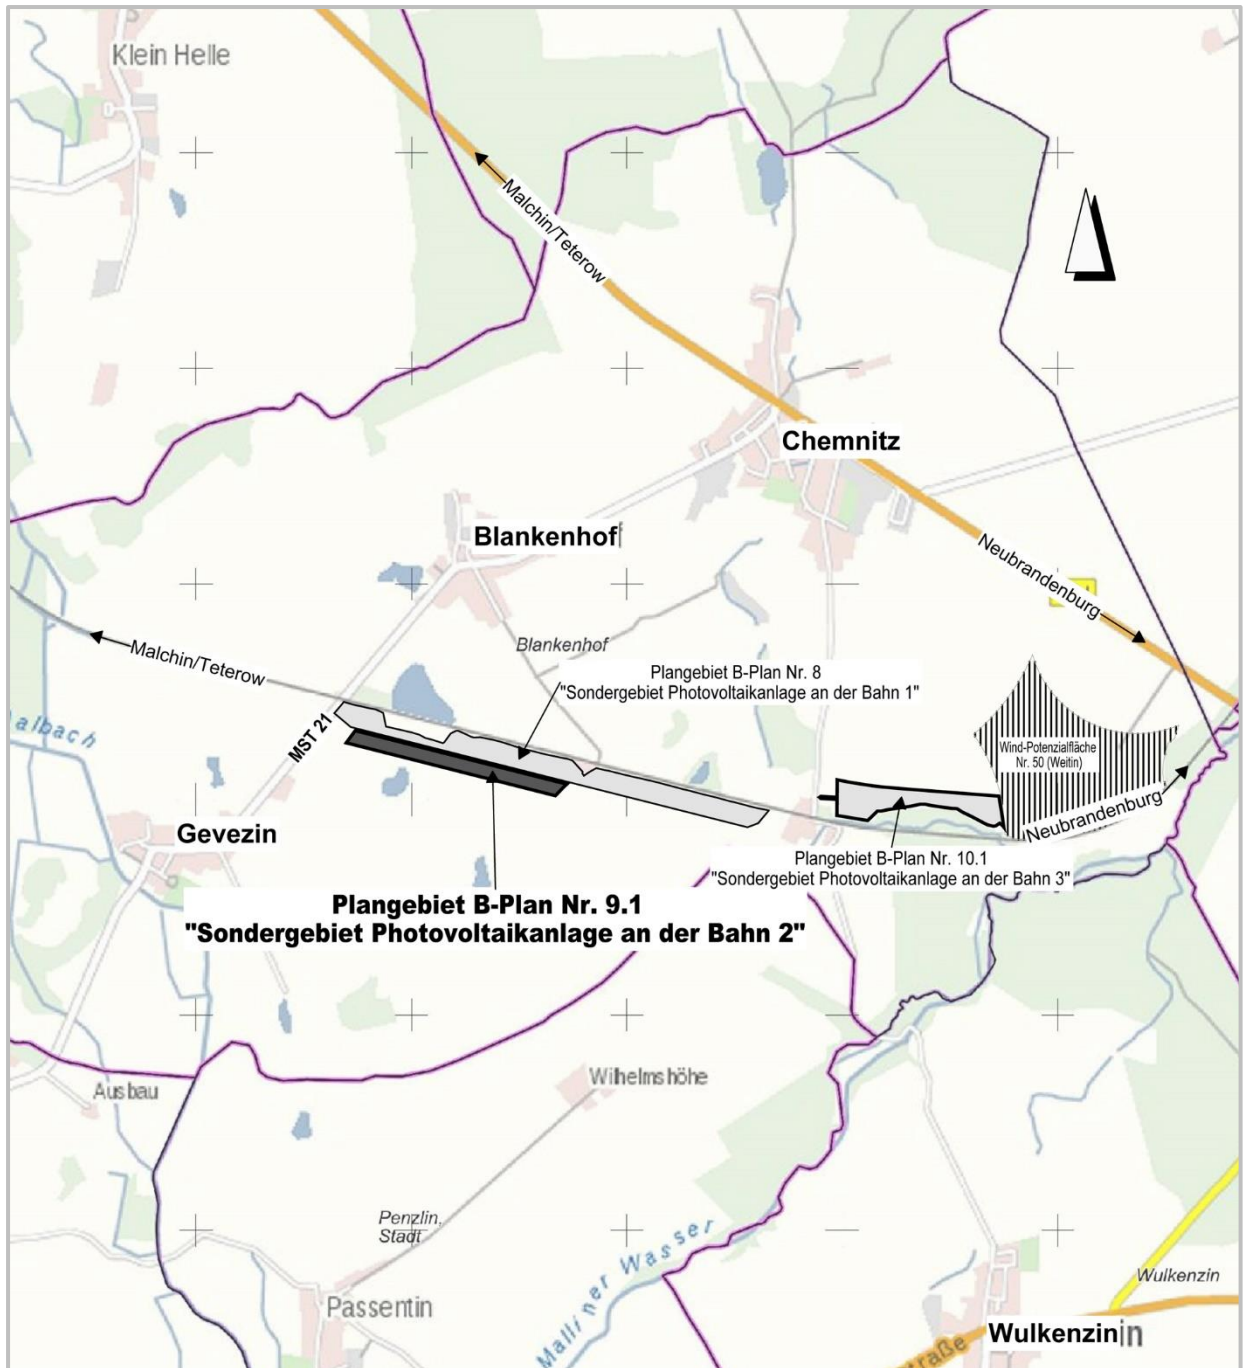 Klein Helle
Malchin/Teterow
Chemnitz
Blankenhof
Neubrandenburg
Blankenhof
Malchin/Teterow
Plangebiet B-Plan Nr. 8
"Sondergebiet Photovoltaikanlage an der Bahn 1"
MST 21
albach
Wind-Potenzialfläche
Nr. 50 (Weitin)
Neubrandenburg
Gevezin
Plangebiet B-Plan Nr. 10.1
"Sondergebiet Photovoltaikanlage an der Bahn 3"
Plangebiet B-Plan Nr. 9.1
"Sondergebiet Photovoltaikanlage an der Bahn 2"
Wilhelmshöhe
Ausbau
Penzlin,
Stadt
Malliner Wasser
Wulkenzin
Passentin
Wulkenzin
in
straße